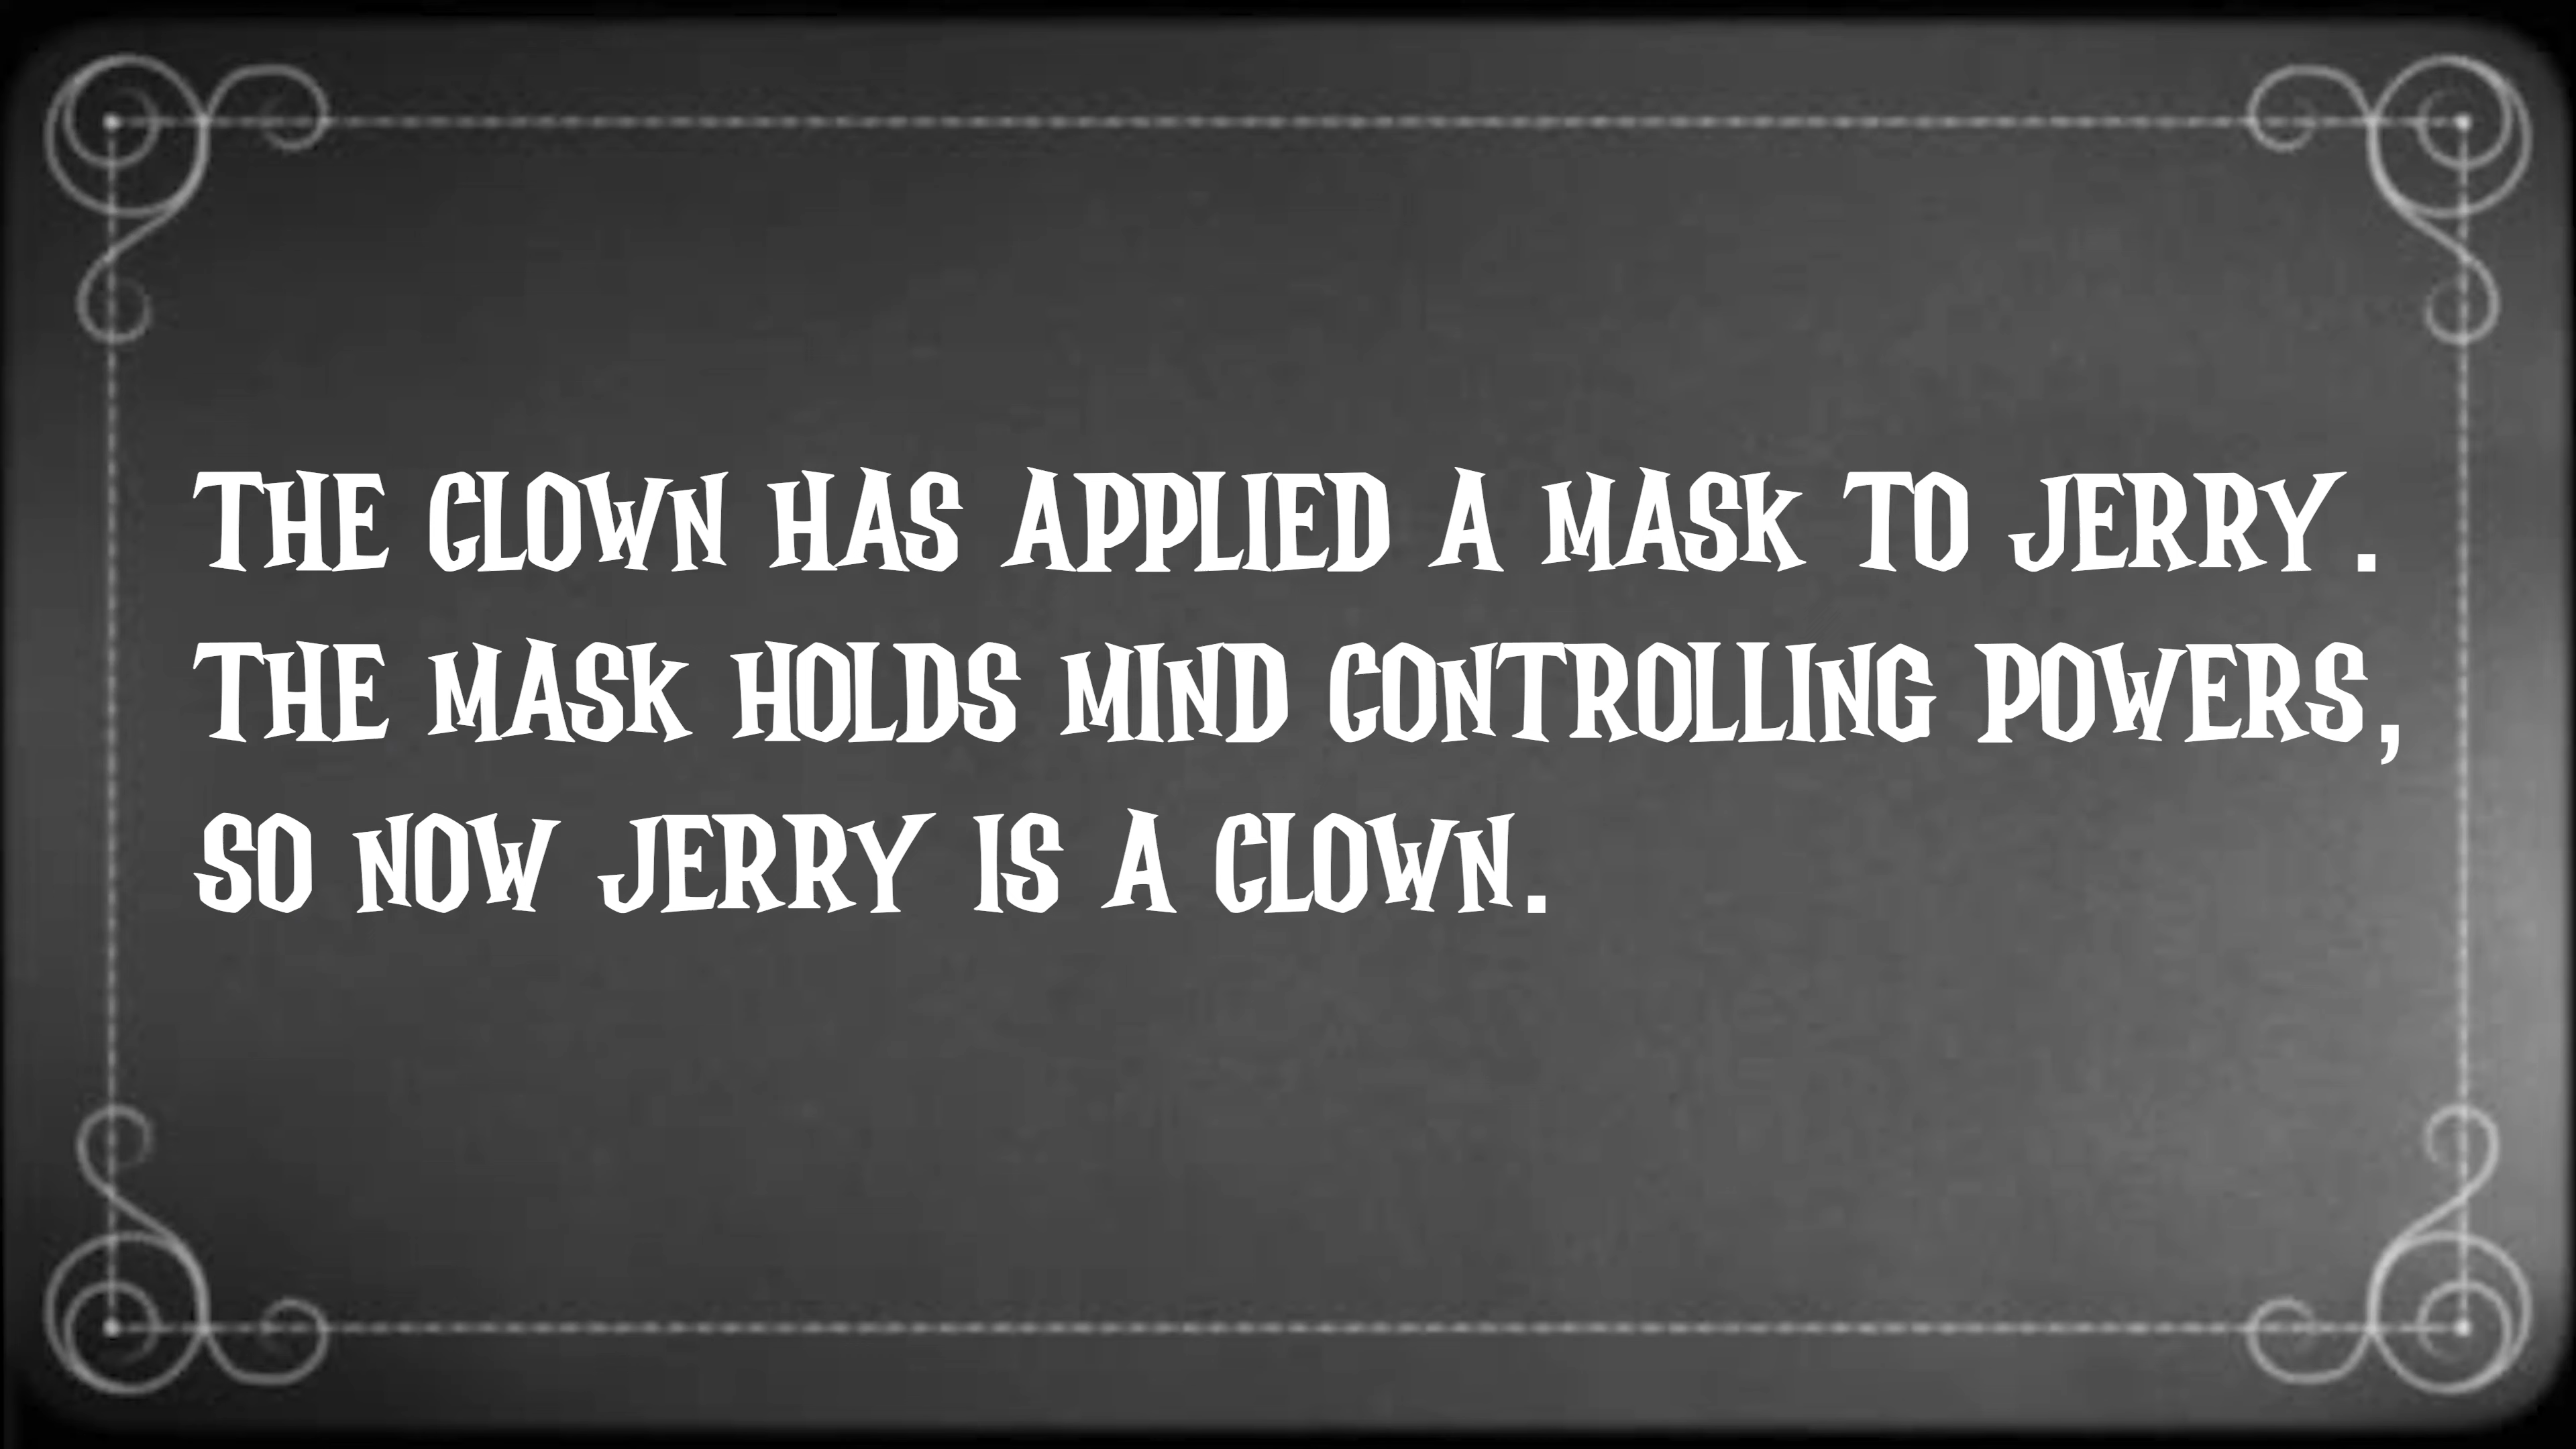 THE CLOWN HAS APPLIED A MASK TO JERRY.
THE MASK HOLDS MIND CONTROLLING POWERS,
SO NOW JERRY IS A CLOWN.